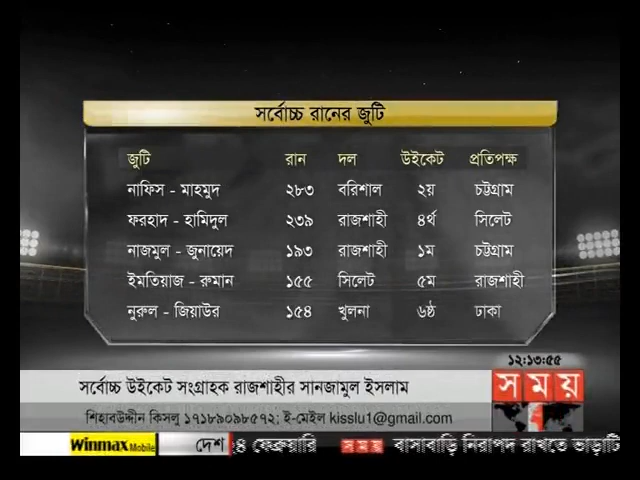 সর্বোচ্চ রানের জুটি
জুটি রান দল উইকেট প্রতিপক্ষ
নাফিস - মাহমুদ ২৮৩ বরিশাল ২য় চট্টগ্রাম
ফরহাদ - হামিদুল ২৩৯ রাজশাহী ৪র্থ সিলেট
নাজমুল - জুনায়েদ ১৯৩ রাজশাহী ১ম চট্টগ্রাম
ইমতিয়াজ - রুমান ১৫৫ সিলেট ৫ম রাজশাহী
নুরুল - জিয়াউর ১৫৪ খুলনা ৬ষ্ঠ ঢাকা
১২:১৩:৫৫
সর্বোচ্চ উইকেট সংগ্রাহক রাজশাহীর সানজামুল ইসলাম
সময়
শিহাবউদ্দীন কিসলু ১৭১৮৯০৯৮৫৭২; ই-মেইল kisslu1@gmail.com
Winmax Mobile দেশ ২৪ ফেব্রুয়ারি সময় বাসাবাড়ি নিরাপদ রাখতে ভাড়াটি